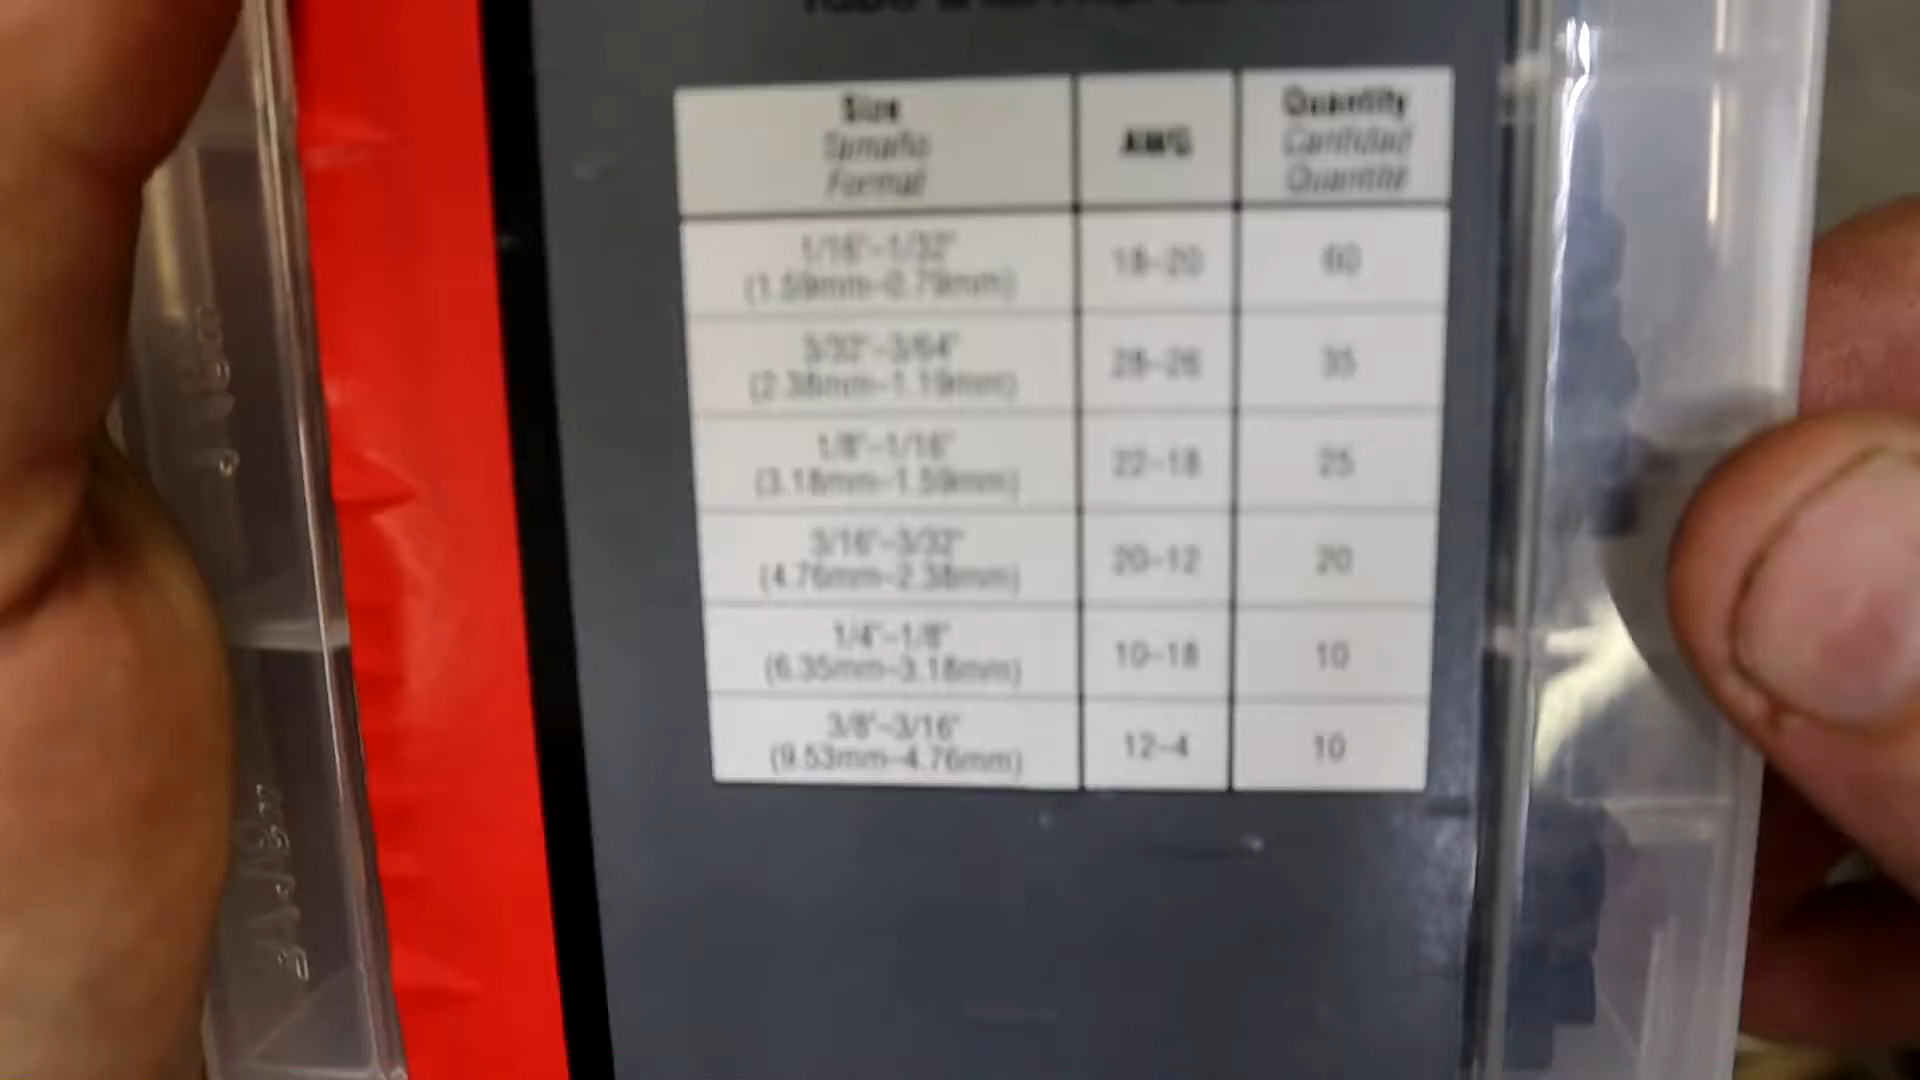 Size
Tamaño
Format
AWG
Quantity
Cantidad
Quantité
1/16"–1/32"
(1.59mm–0.79mm)
18–20
60
3/32"–3/64"
(2.38mm–1.19mm)
28–26
35
1/8"–1/16"
(3.18mm–1.59mm)
22–18
25
3/16"–3/32"
(4.76mm–2.38mm)
20–12
20
1/4"–1/8"
(6.35mm–3.18mm)
10–18
10
3/8"–3/16"
(9.53mm–4.76mm)
12–4
10